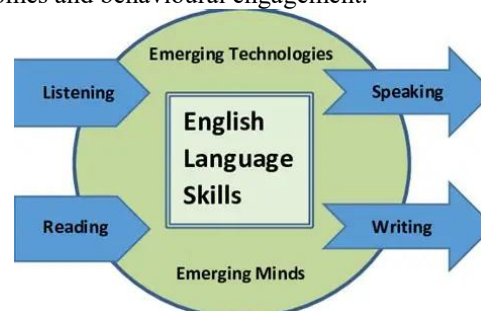 and behavioural engagement.
Emerging Technologies
Listening
Speaking
English
Language
Skills
Reading
Writing
Emerging Minds